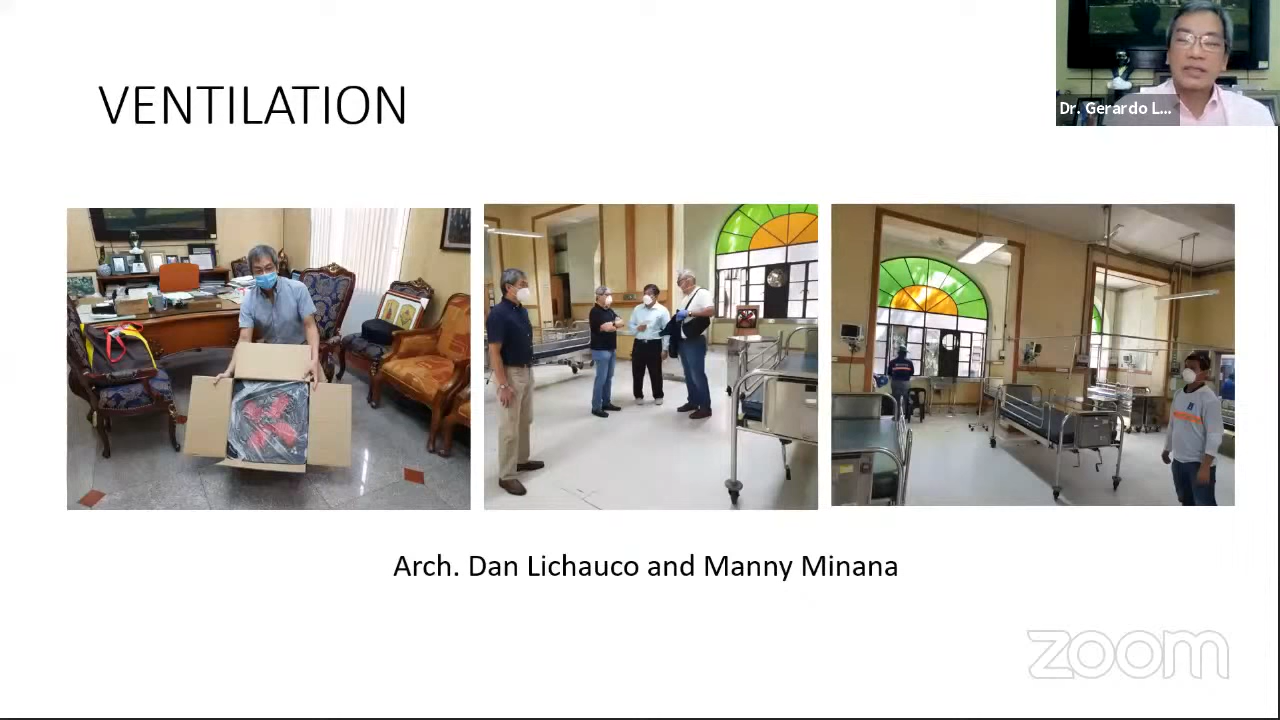 VENTILATION
Dr. Gerardo L...
Arch. Dan Lichauco and Manny Minana
zoom